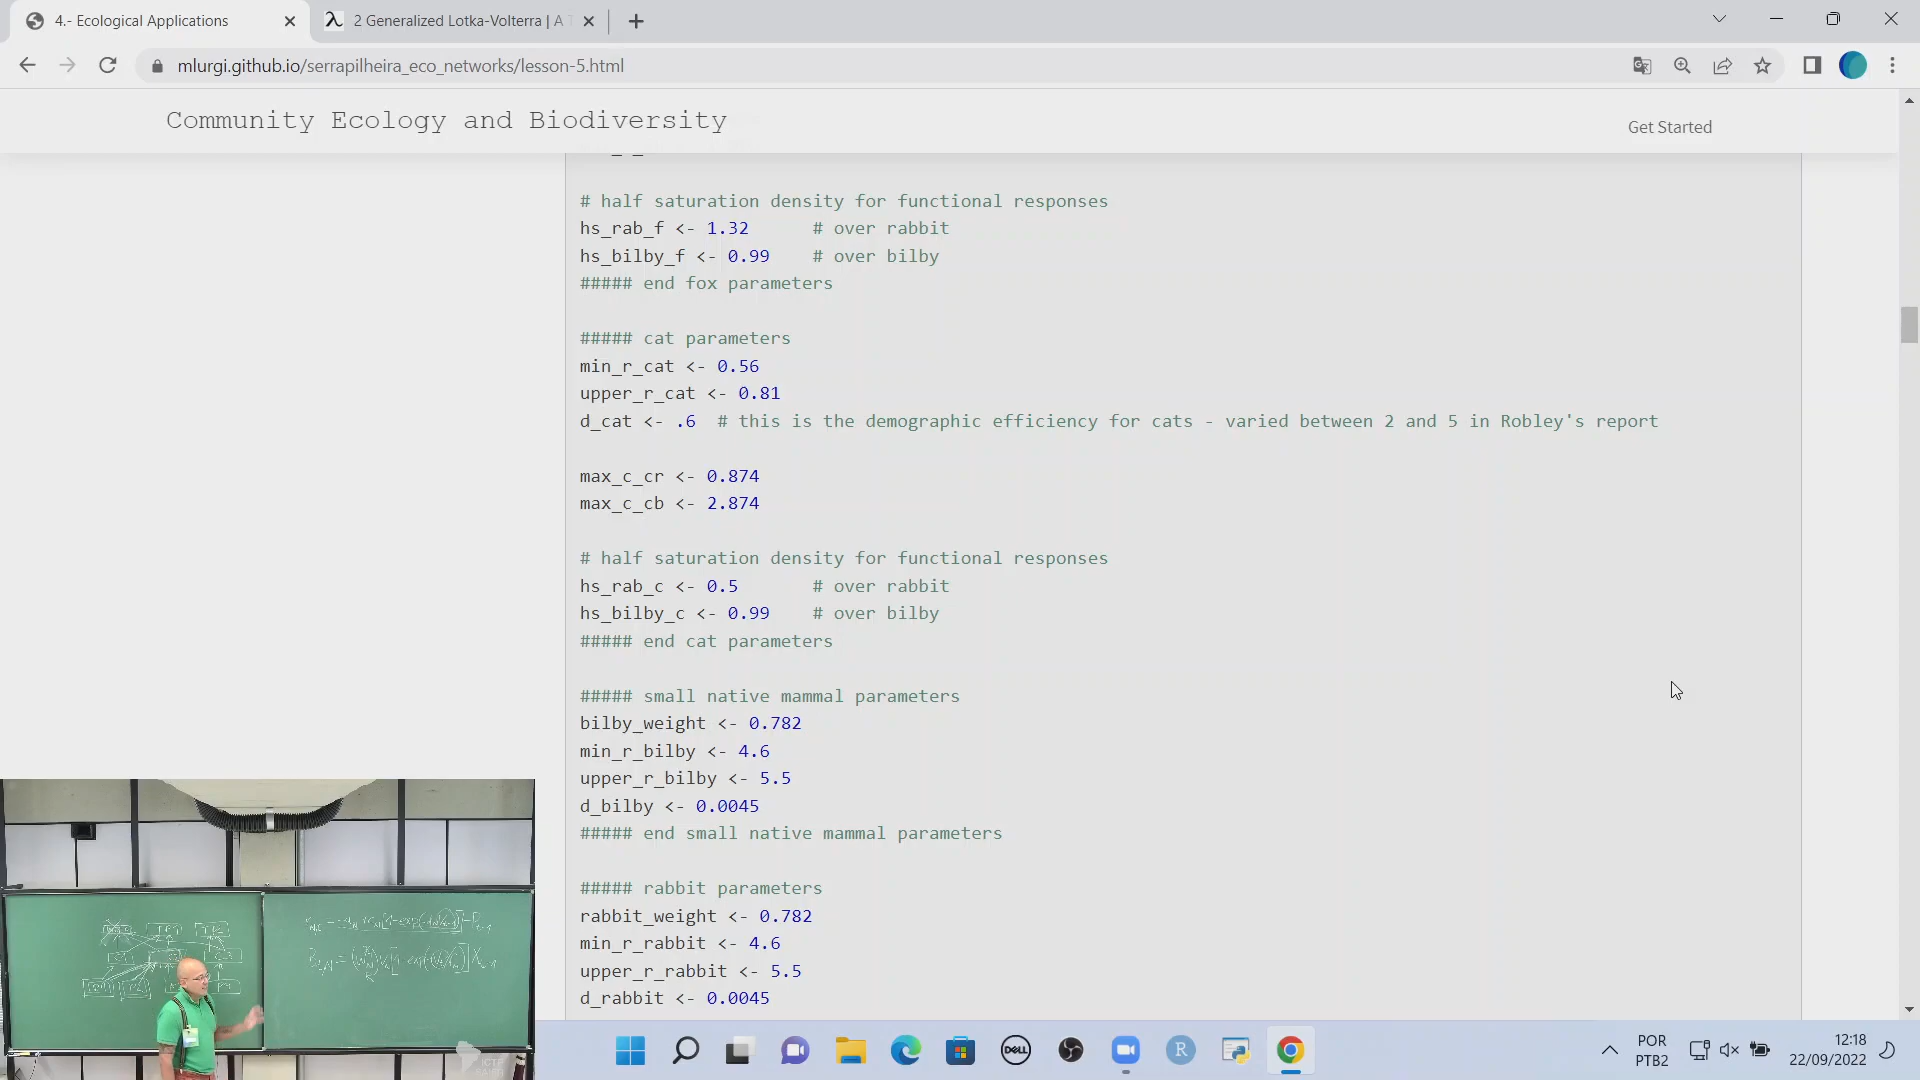 4.- Ecological Applications
2 Generalized Lotka-Volterra | A T
mlurgi.github.io/serrapilheira_eco_networks/lesson-5.html
Community Ecology and Biodiversity
Get Started
# half saturation density for functional responses
hs_rab_f <- 1.32      # over rabbit
hs_bilby_f <- 0.99    # over bilby
##### end fox parameters
##### cat parameters
min_r_cat <- 0.56
upper_r_cat <- 0.81
d_cat <- .6  # this is the demographic efficiency for cats - varied between 2 and 5 in Robley's report
max_c_cr <- 0.874
max_c_cb <- 2.874
# half saturation density for functional responses
hs_rab_c <- 0.5       # over rabbit
hs_bilby_c <- 0.99    # over bilby
##### end cat parameters
##### small native mammal parameters
bilby_weight <- 0.782
min_r_bilby <- 4.6
upper_r_bilby <- 5.5
d_bilby <- 0.0045
##### end small native mammal parameters
##### rabbit parameters
rabbit_weight <- 0.782
min_r_rabbit <- 4.6
upper_r_rabbit <- 5.5
d_rabbit <- 0.0045
DELL
R
POR
PTB2
12:18
22/09/2022